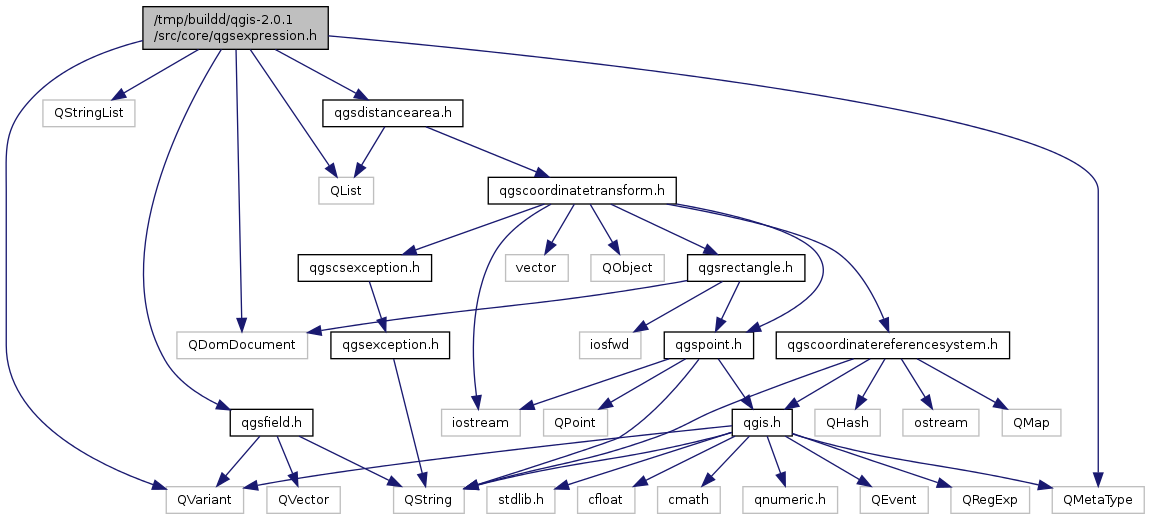 /tmp/buildd/qgis-2.0.1
/src/core/qgsexpression.h
QStringList
qgsdistancearea.h
QList
qgscoordinatetransform.h
qgscsexception.h
vector
QObject
qgsrectangle.h
QDomDocument
qgsexception.h
iosfwd
qgspoint.h
qgscoordinatereferencesystem.h
qgsfield.h
iostream
QPoint
qgis.h
QHash
ostream
QMap
QVariant
QVector
QString
stdlib.h
cfloat
cmath
qnumeric.h
QEvent
QRegExp
QMetaType